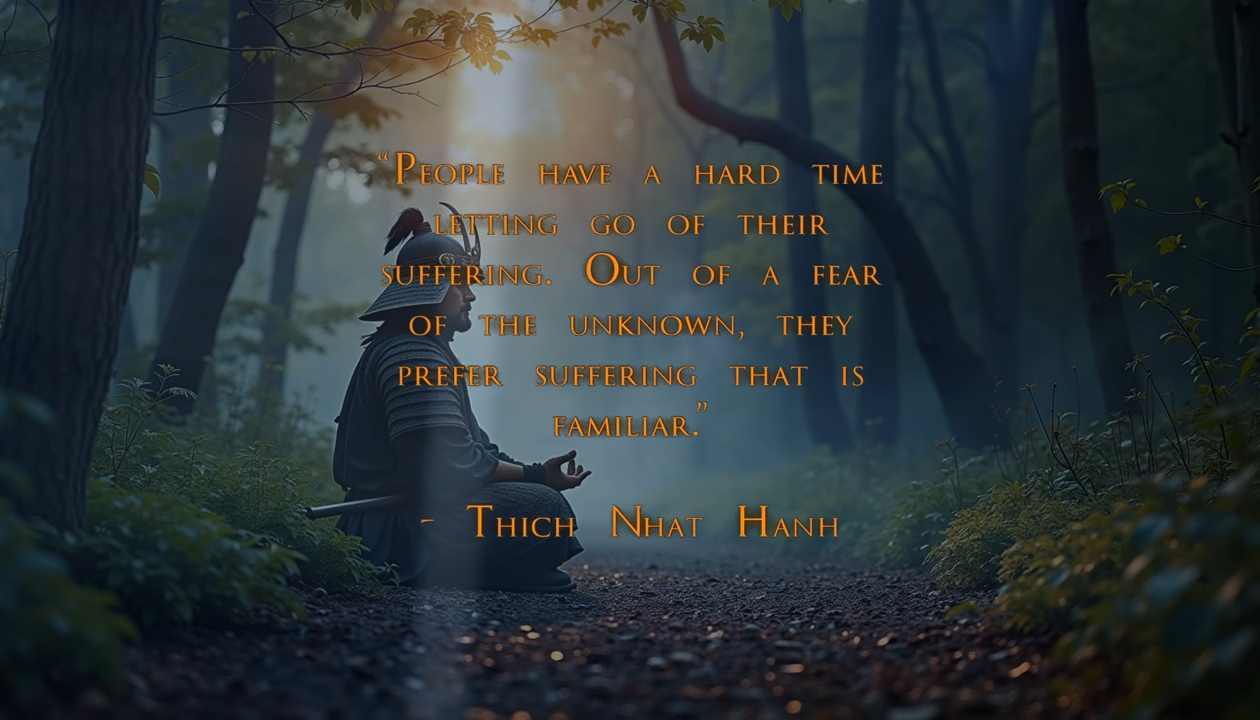 “People have a hard time
letting go of their
suffering. Out of a fear
of the unknown, they
prefer suffering that is
familiar.”
- Thich Nhat Hanh